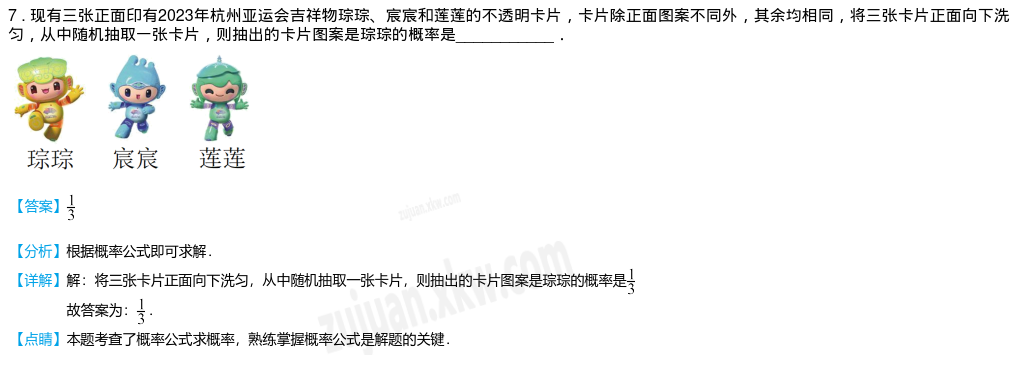 7．现有三张正面印有2023年杭州亚运会吉祥物琮琮、宸宸和莲莲的不透明卡片，卡片除正面图案不同外，其余均相同，将三张卡片正面向下洗
匀，从中随机抽取一张卡片，则抽出的卡片图案是琮琮的概率是___________．
琮琮 宸宸 莲莲
【答案】1/3
zujuan.xkw.com
【分析】根据概率公式即可求解．
【详解】解：将三张卡片正面向下洗匀，从中随机抽取一张卡片，则抽出的卡片图案是琮琮的概率是1/3
故答案为：1/3．
zujuan.xkw.com
【点睛】本题考查了概率公式求概率，熟练掌握概率公式是解题的关键．